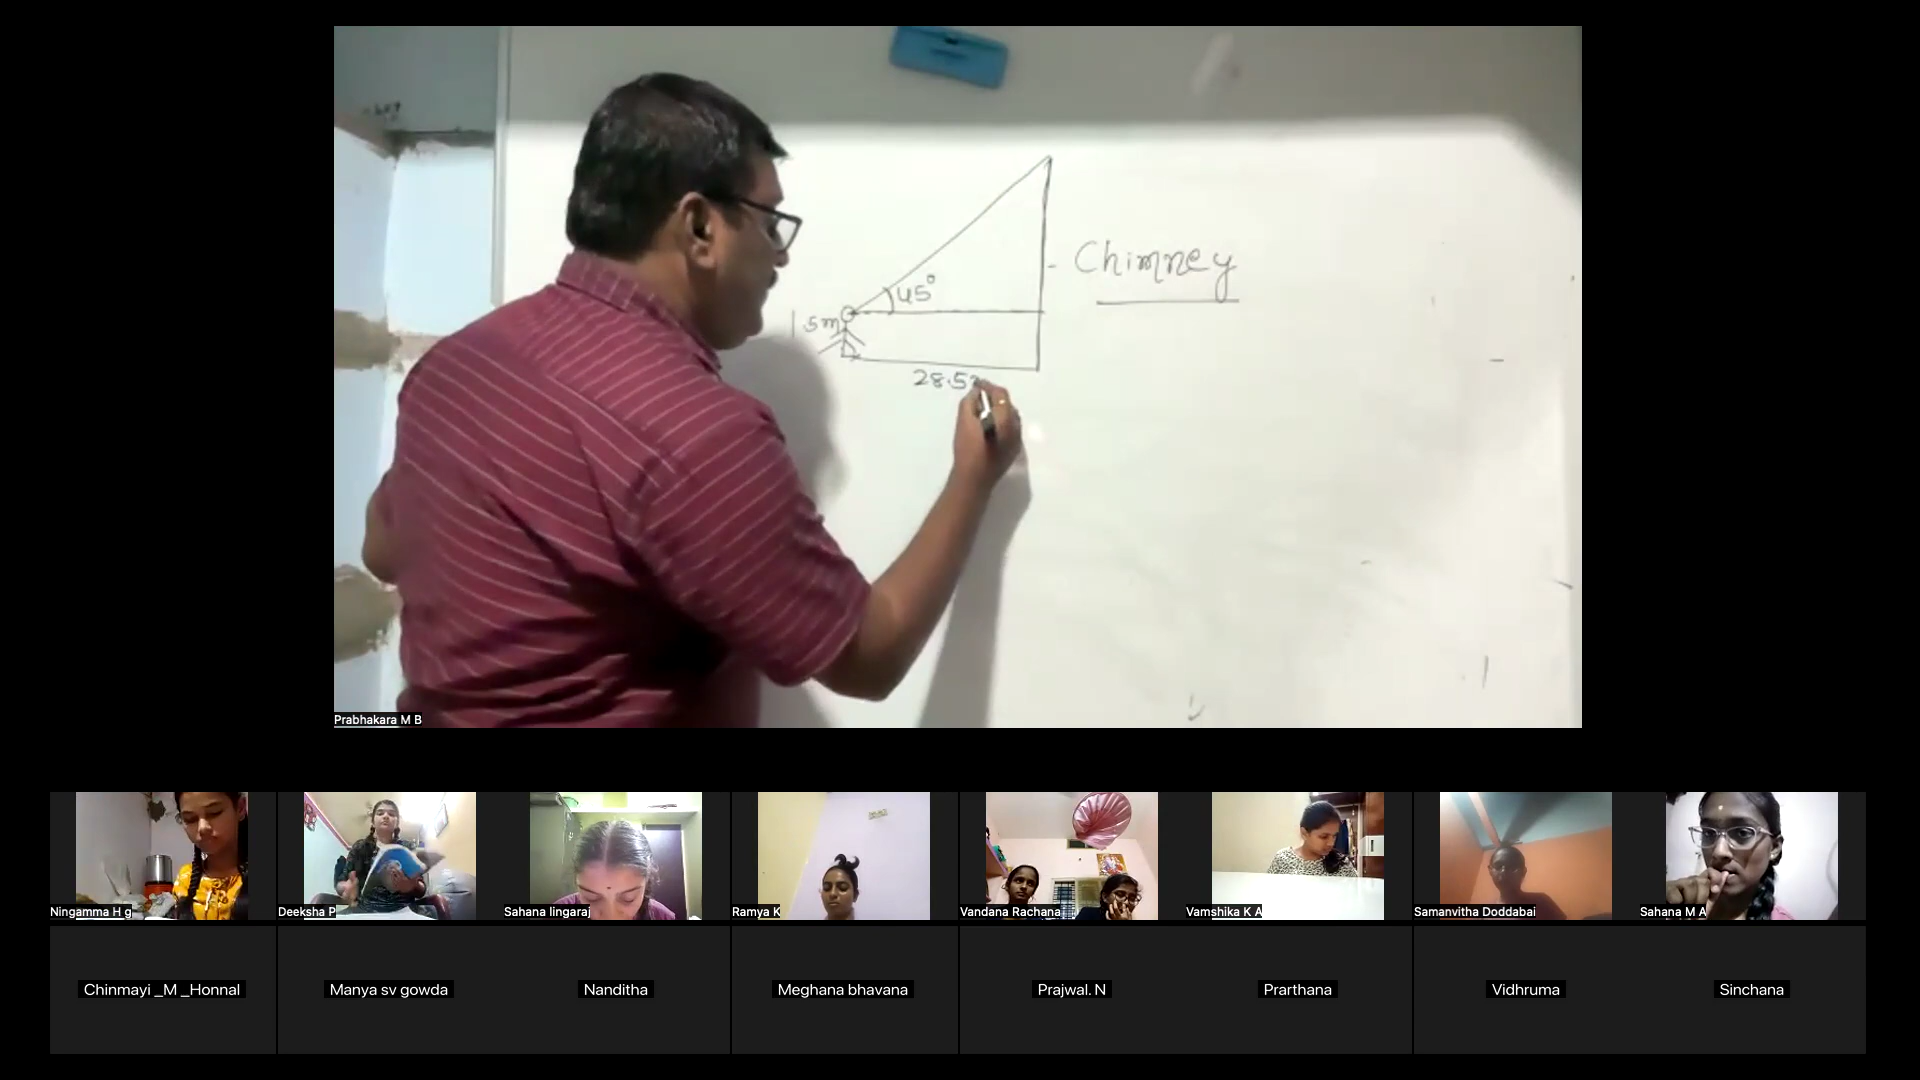 45°
Chimney
1.5m
28.5
Prabhakara M B
Ningamma H g
Deeksha P
Sahana lingaraj
Ramya K
Vandana Rachana
Vamshika K A
Samanvitha Doddabai
Sahana M A
Chinmayi _M _Honnal
Manya sv gowda
Nanditha
Meghana bhavana
Prajwal. N
Prarthana
Vidhruma
Sinchana